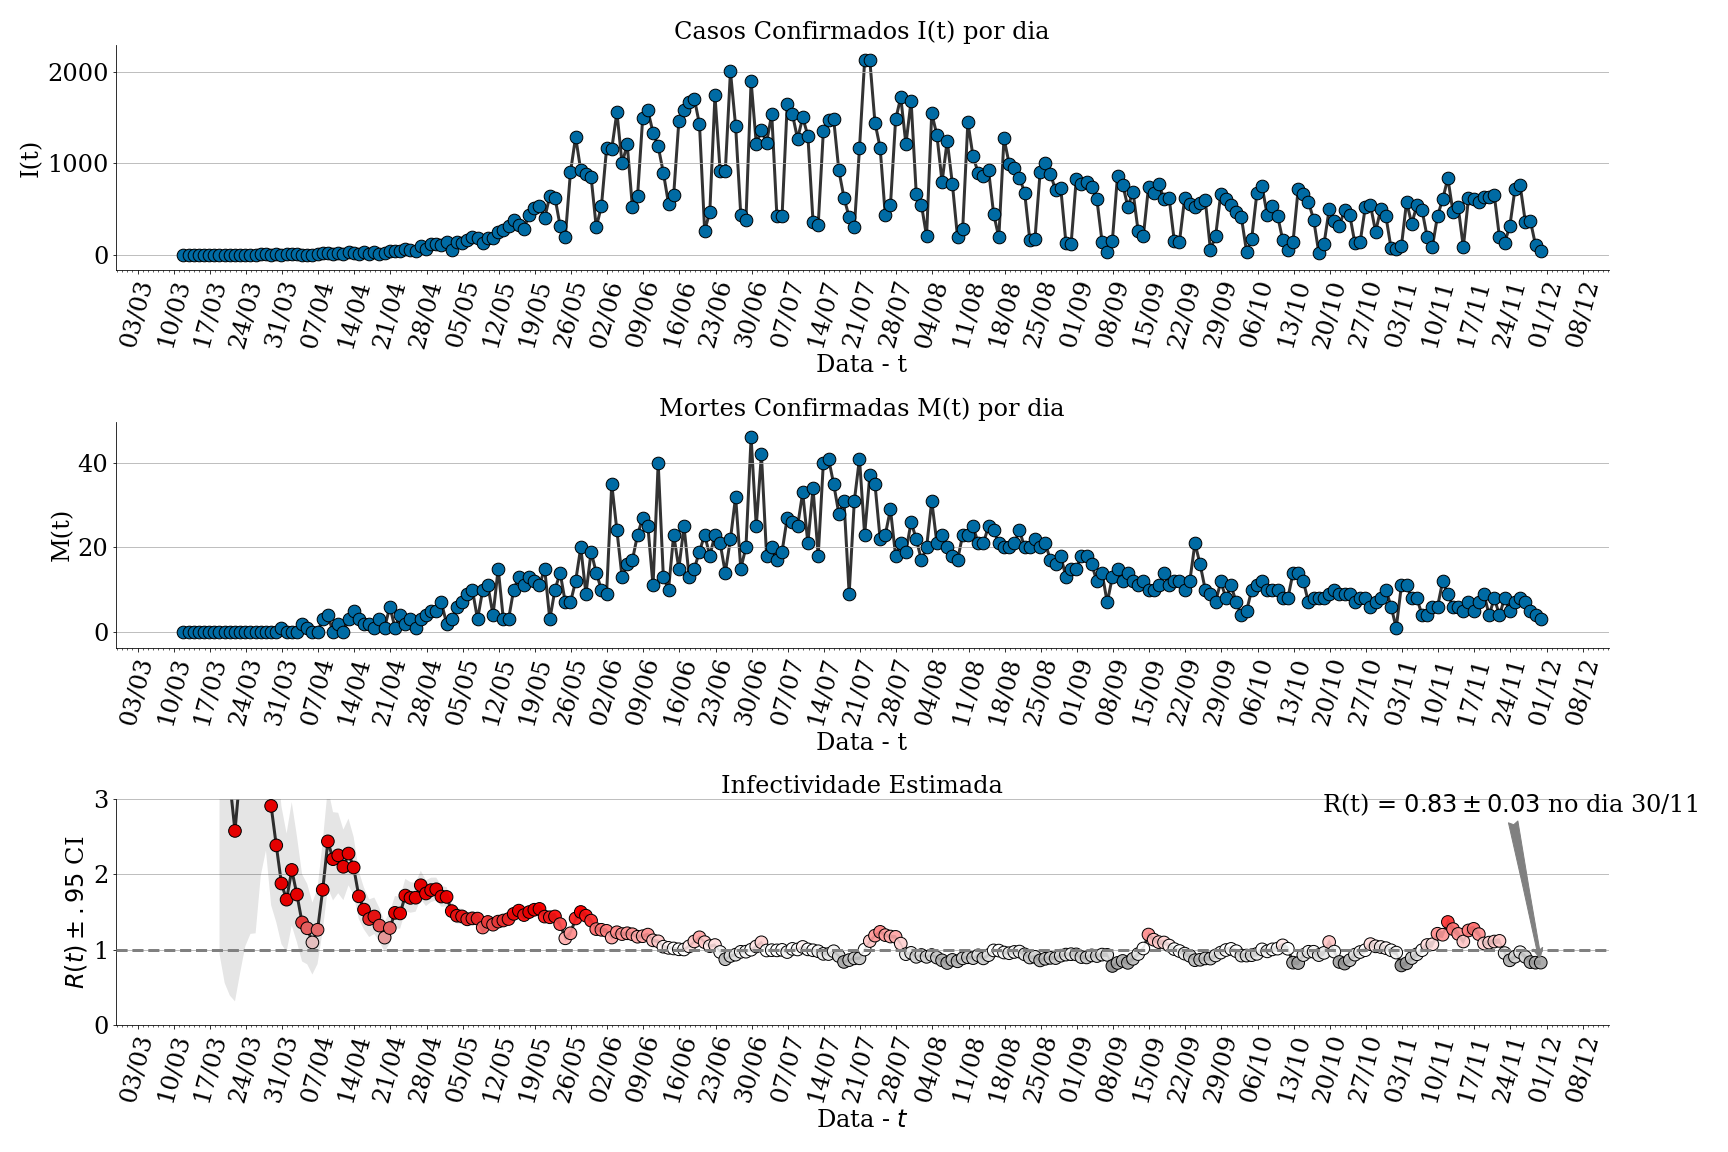 Casos Confirmados I(t) por dia
I(t)
2000
1000
0
03/03 10/03 17/03 24/03 31/03 07/04 14/04 21/04 28/04 05/05 12/05 19/05 26/05 02/06 09/06 16/06 23/06 30/06 07/07 14/07 21/07 28/07 04/08 11/08 18/08 25/08 01/09 08/09 15/09 22/09 29/09 06/10 13/10 20/10 27/10 03/11 10/11 17/11 24/11 01/12 08/12
Data - t
Mortes Confirmadas M(t) por dia
M(t)
40
20
0
03/03 10/03 17/03 24/03 31/03 07/04 14/04 21/04 28/04 05/05 12/05 19/05 26/05 02/06 09/06 16/06 23/06 30/06 07/07 14/07 21/07 28/07 04/08 11/08 18/08 25/08 01/09 08/09 15/09 22/09 29/09 06/10 13/10 20/10 27/10 03/11 10/11 17/11 24/11 01/12 08/12
Data - t
Infectividade Estimada
R(t) = 0.83 ± 0.03 no dia 30/11
R(t) ± .95 CI
3
2
1
0
03/03 10/03 17/03 24/03 31/03 07/04 14/04 21/04 28/04 05/05 12/05 19/05 26/05 02/06 09/06 16/06 23/06 30/06 07/07 14/07 21/07 28/07 04/08 11/08 18/08 25/08 01/09 08/09 15/09 22/09 29/09 06/10 13/10 20/10 27/10 03/11 10/11 17/11 24/11 01/12 08/12
Data - t